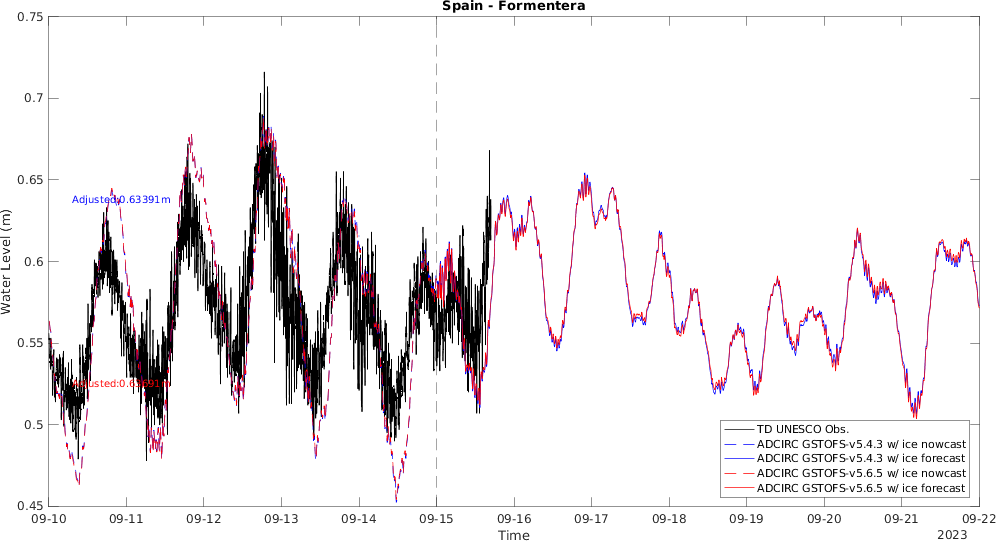 Spain - Formentera
0.75
0.7
0.65
0.6
0.55
0.5
0.45
Water Level (m)
Adjusted:0.63391m
TD UNESCO Obs.
ADCIRC GSTOFS-v5.4.3 w/ ice nowcast
ADCIRC GSTOFS-v5.4.3 w/ ice forecast
ADCIRC GSTOFS-v5.6.5 w/ ice nowcast
ADCIRC GSTOFS-v5.6.5 w/ ice forecast
09-10 09-11 09-12 09-13 09-14 09-15 09-16 09-17 09-18 09-19 09-20 09-21 09-22
Time
2023